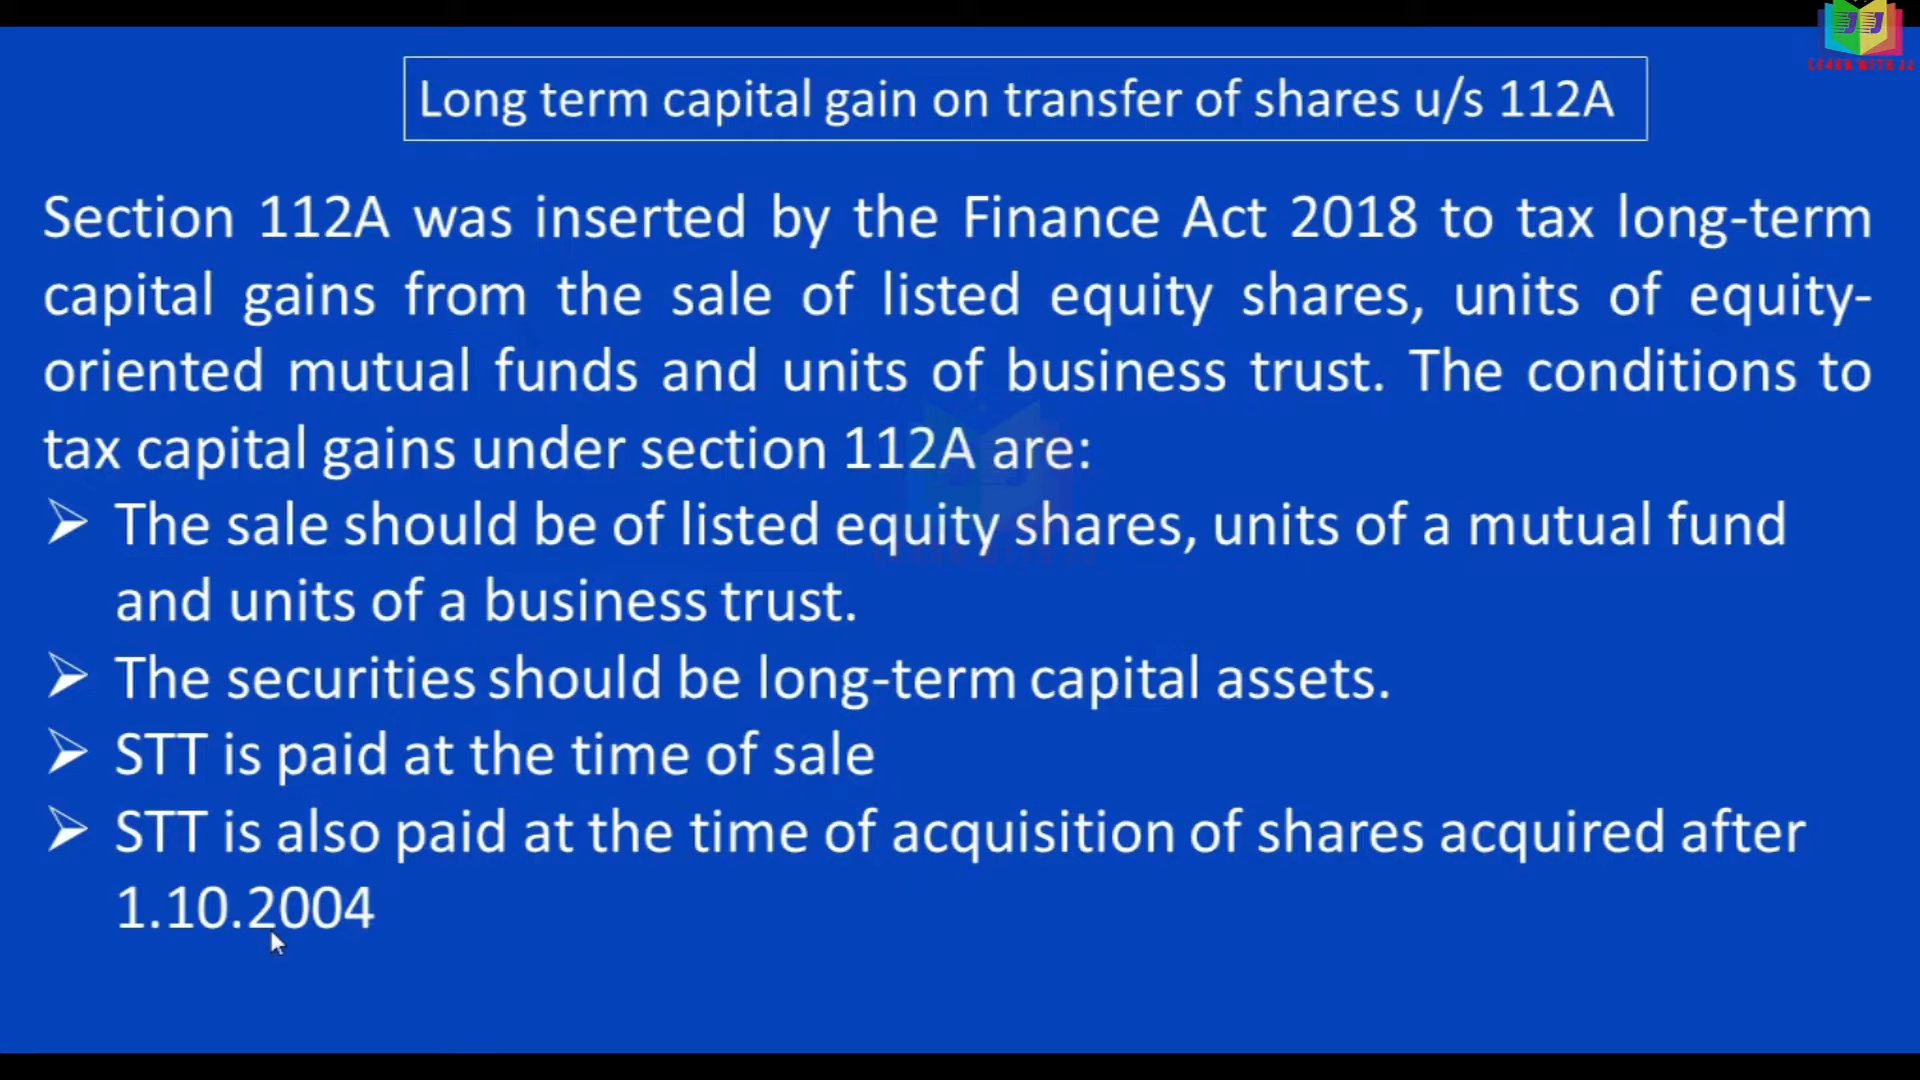 LEARN WITH JJ
Long term capital gain on transfer of shares u/s 112A
Section 112A was inserted by the Finance Act 2018 to tax long-term
capital gains from the sale of listed equity shares, units of equity-
oriented mutual funds and units of business trust. The conditions to
tax capital gains under section 112A are:
➢ The sale should be of listed equity shares, units of a mutual fund
and units of a business trust.
➢ The securities should be long-term capital assets.
➢ STT is paid at the time of sale
➢ STT is also paid at the time of acquisition of shares acquired after
1.10.2004